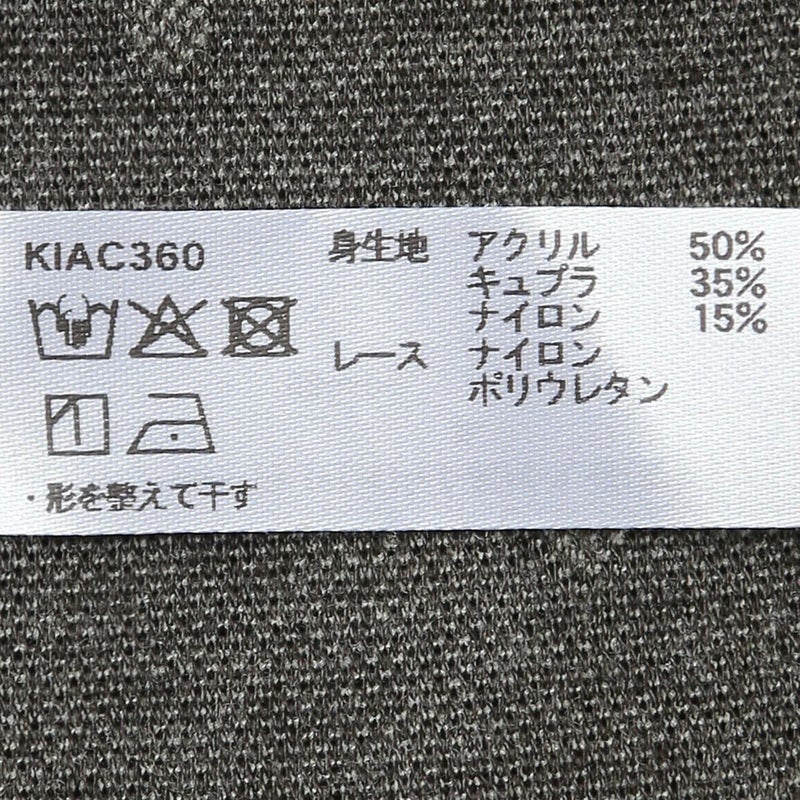 KIAC360
身生地 アクリル 50%
キュプラ 35%
ナイロン 15%
レース ナイロン
ポリウレタン
・形を整えて干す